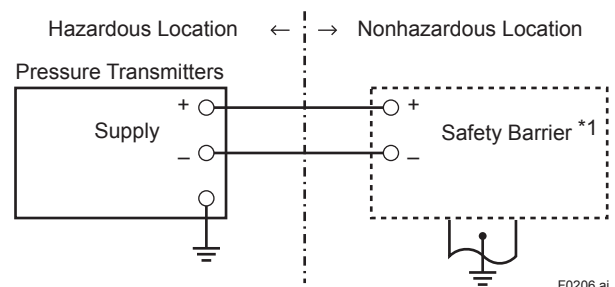 Hazardous Location ← → Nonhazardous Location
Pressure Transmitters
Supply
+
–
+
–
Safety Barrier *1
F0206.ai